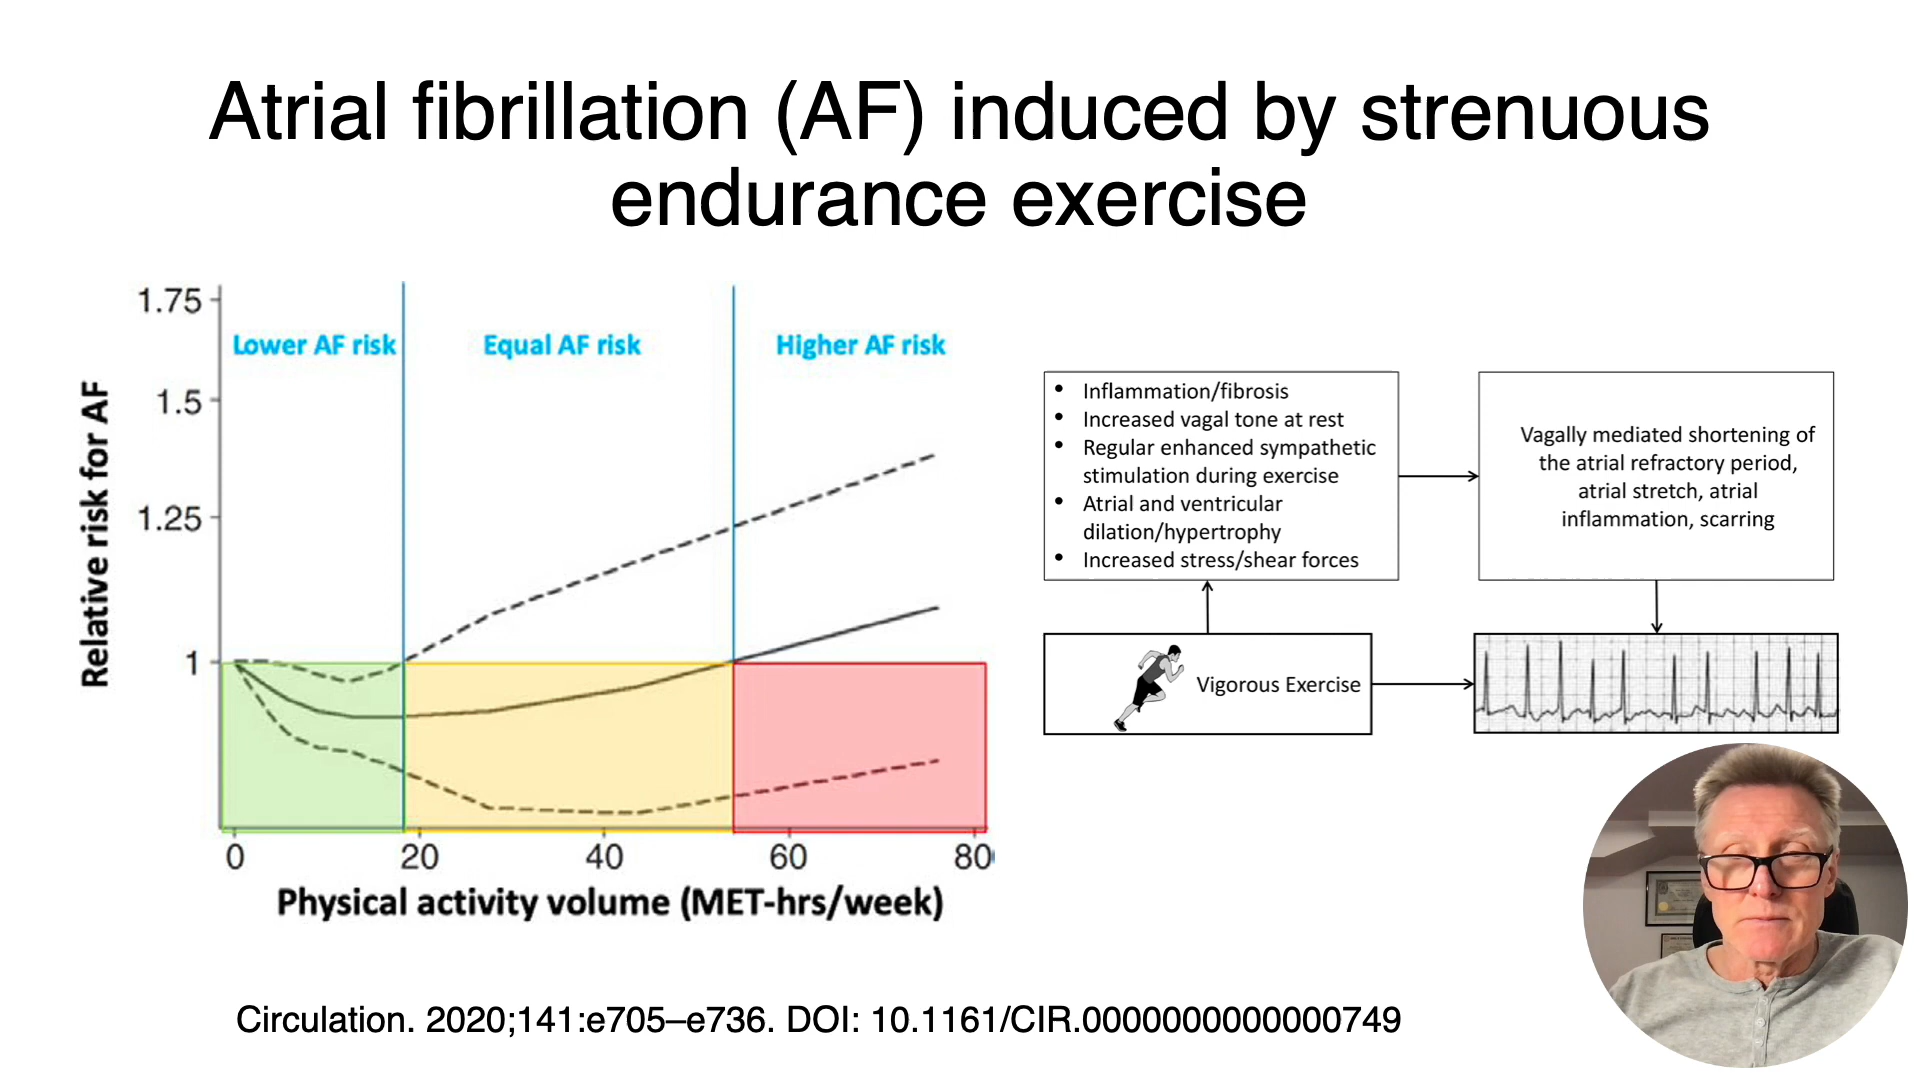 Atrial fibrillation (AF) induced by strenuous
endurance exercise
1.75
1.5
1.25
1
Relative risk for AF
Lower AF risk
Equal AF risk
Higher AF risk
0
20
40
60
80
Physical activity volume (MET-hrs/week)
• Inflammation/fibrosis
• Increased vagal tone at rest
• Regular enhanced sympathetic
stimulation during exercise
• Atrial and ventricular
dilation/hypertrophy
• Increased stress/shear forces
Vagally mediated shortening of
the atrial refractory period,
atrial stretch, atrial
inflammation, scarring
Vigorous Exercise
Circulation. 2020;141:e705–e736. DOI: 10.1161/CIR.0000000000000749